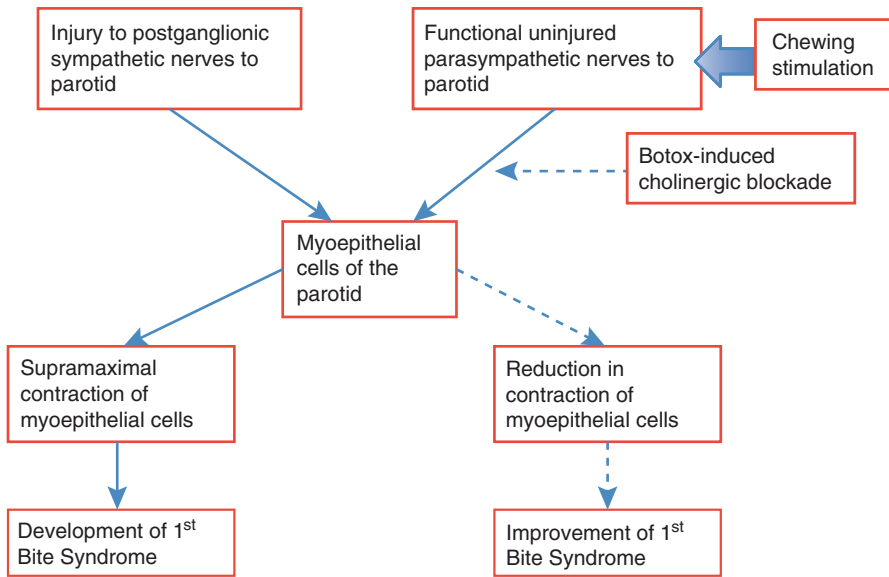 Injury to postganglionic
sympathetic nerves to
parotid
Functional uninjured
parasympathetic nerves to
parotid
Chewing
stimulation
Botox-induced
cholinergic blockade
Myoepithelial
cells of the
parotid
Supramaximal
contraction of
myoepithelial cells
Reduction in
contraction of
myoepithelial cells
Development of 1st
Bite Syndrome
Improvement of 1st
Bite Syndrome